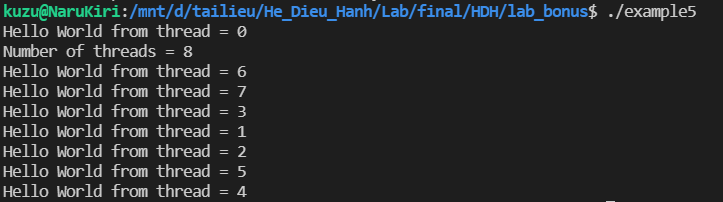 kuzu@NaruKiri:/mnt/d/tailieu/He_Dieu_Hanh/Lab/final/HDH/lab_bonus$ ./example5
Hello World from thread = 0
Number of threads = 8
Hello World from thread = 6
Hello World from thread = 7
Hello World from thread = 3
Hello World from thread = 1
Hello World from thread = 2
Hello World from thread = 5
Hello World from thread = 4